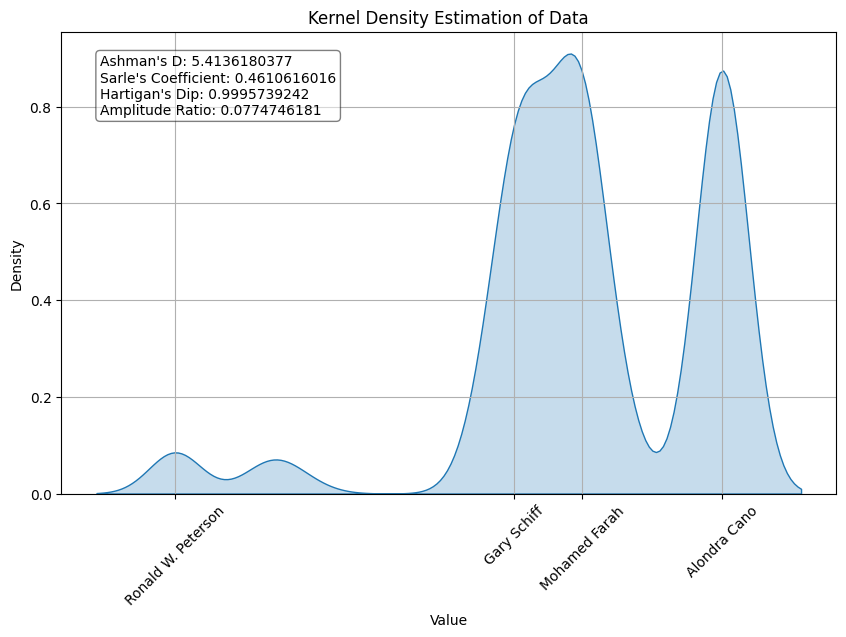 Kernel Density Estimation of Data
Ashman's D: 5.4136180377
Sarle's Coefficient: 0.4610616016
Hartigan's Dip: 0.9995739242
Amplitude Ratio: 0.0774746181
Density
0.8
0.6
0.4
0.2
0.0
Ronald W. Peterson
Gary Schiff
Mohamed Farah
Alondra Cano
Value